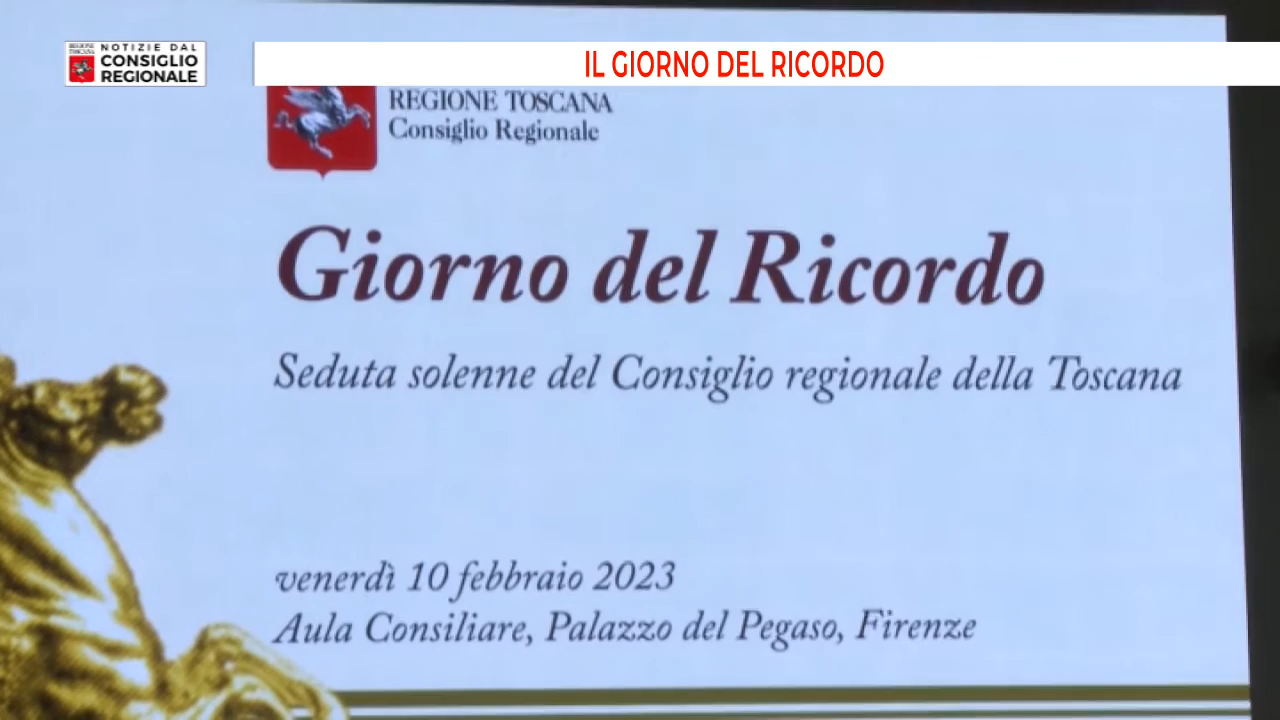 NOTIZIE DAL
CONSIGLIO
REGIONALE
IL GIORNO DEL RICORDO
REGIONE TOSCANA
Consiglio Regionale
Giorno del Ricordo
Seduta solenne del Consiglio regionale della Toscana
venerdì 10 febbraio 2023
Aula Consiliare, Palazzo del Pegaso, Firenze